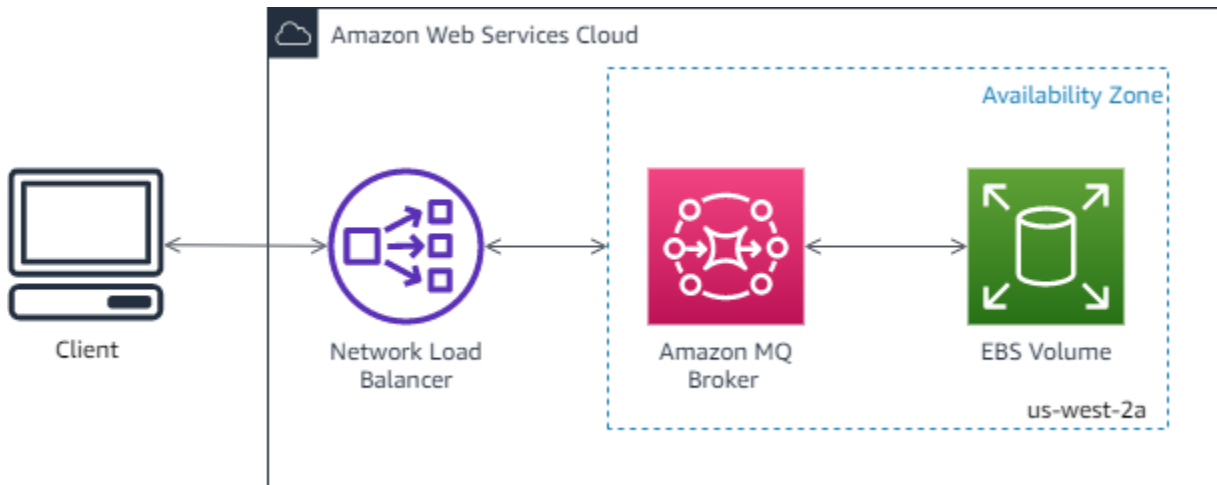 Amazon Web Services Cloud
Availability Zone
Client
Network Load
Balancer
Amazon MQ
Broker
EBS Volume
us-west-2a